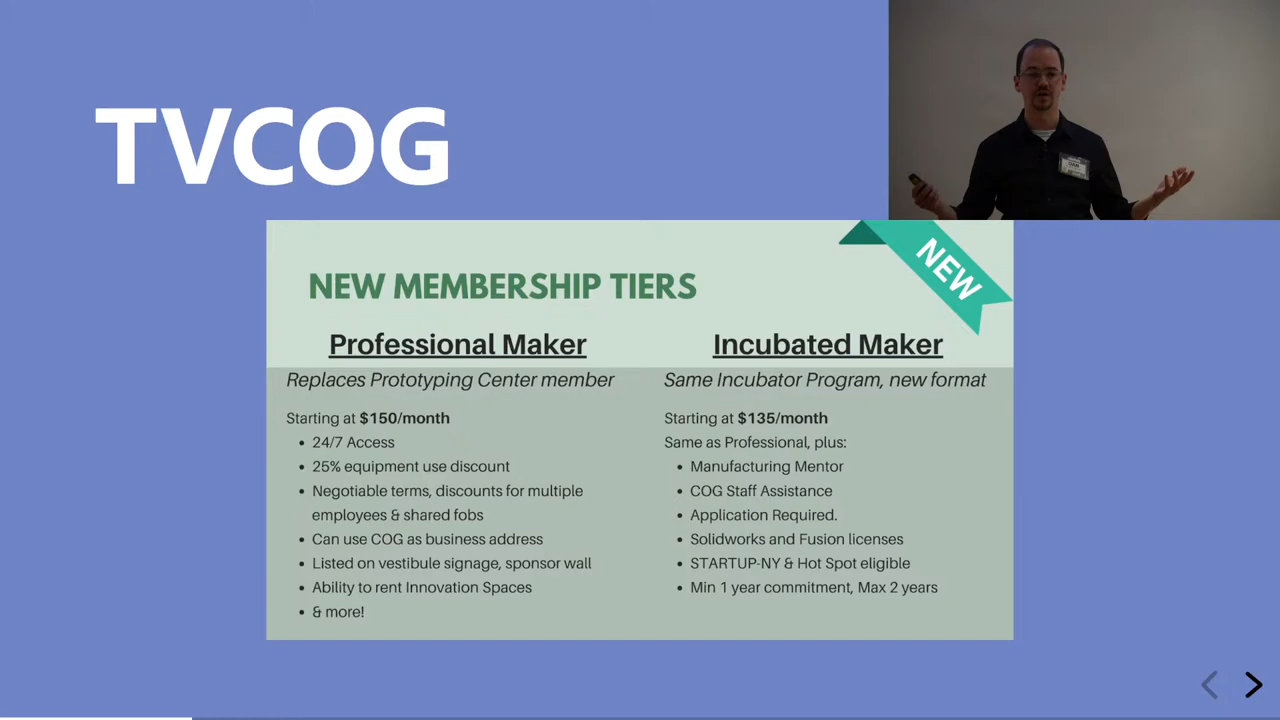 TVCOG
NEW
NEW MEMBERSHIP TIERS
Professional Maker
Replaces Prototyping Center member
Starting at $150/month
• 24/7 Access
• 25% equipment use discount
• Negotiable terms, discounts for multiple
employees & shared fobs
• Can use COG as business address
• Listed on vestibule signage, sponsor wall
• Ability to rent Innovation Spaces
• & more!
Incubated Maker
Same Incubator Program, new format
Starting at $135/month
Same as Professional, plus:
• Manufacturing Mentor
• COG Staff Assistance
• Application Required.
• Solidworks and Fusion licenses
• STARTUP-NY & Hot Spot eligible
• Min 1 year commitment, Max 2 years